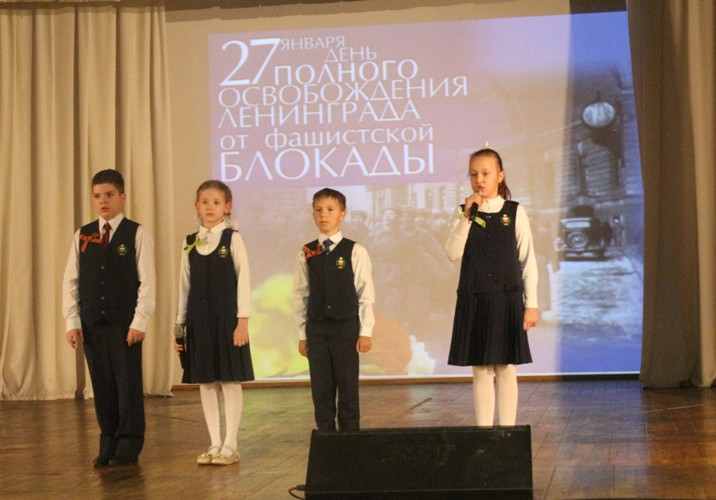 27 ЯНВАРЯ
ДЕНЬ
ПОЛНОГО
ОСВОБОЖДЕНИЯ
ЛЕНИНГРАДА
от фашистской
БЛОКАДЫ